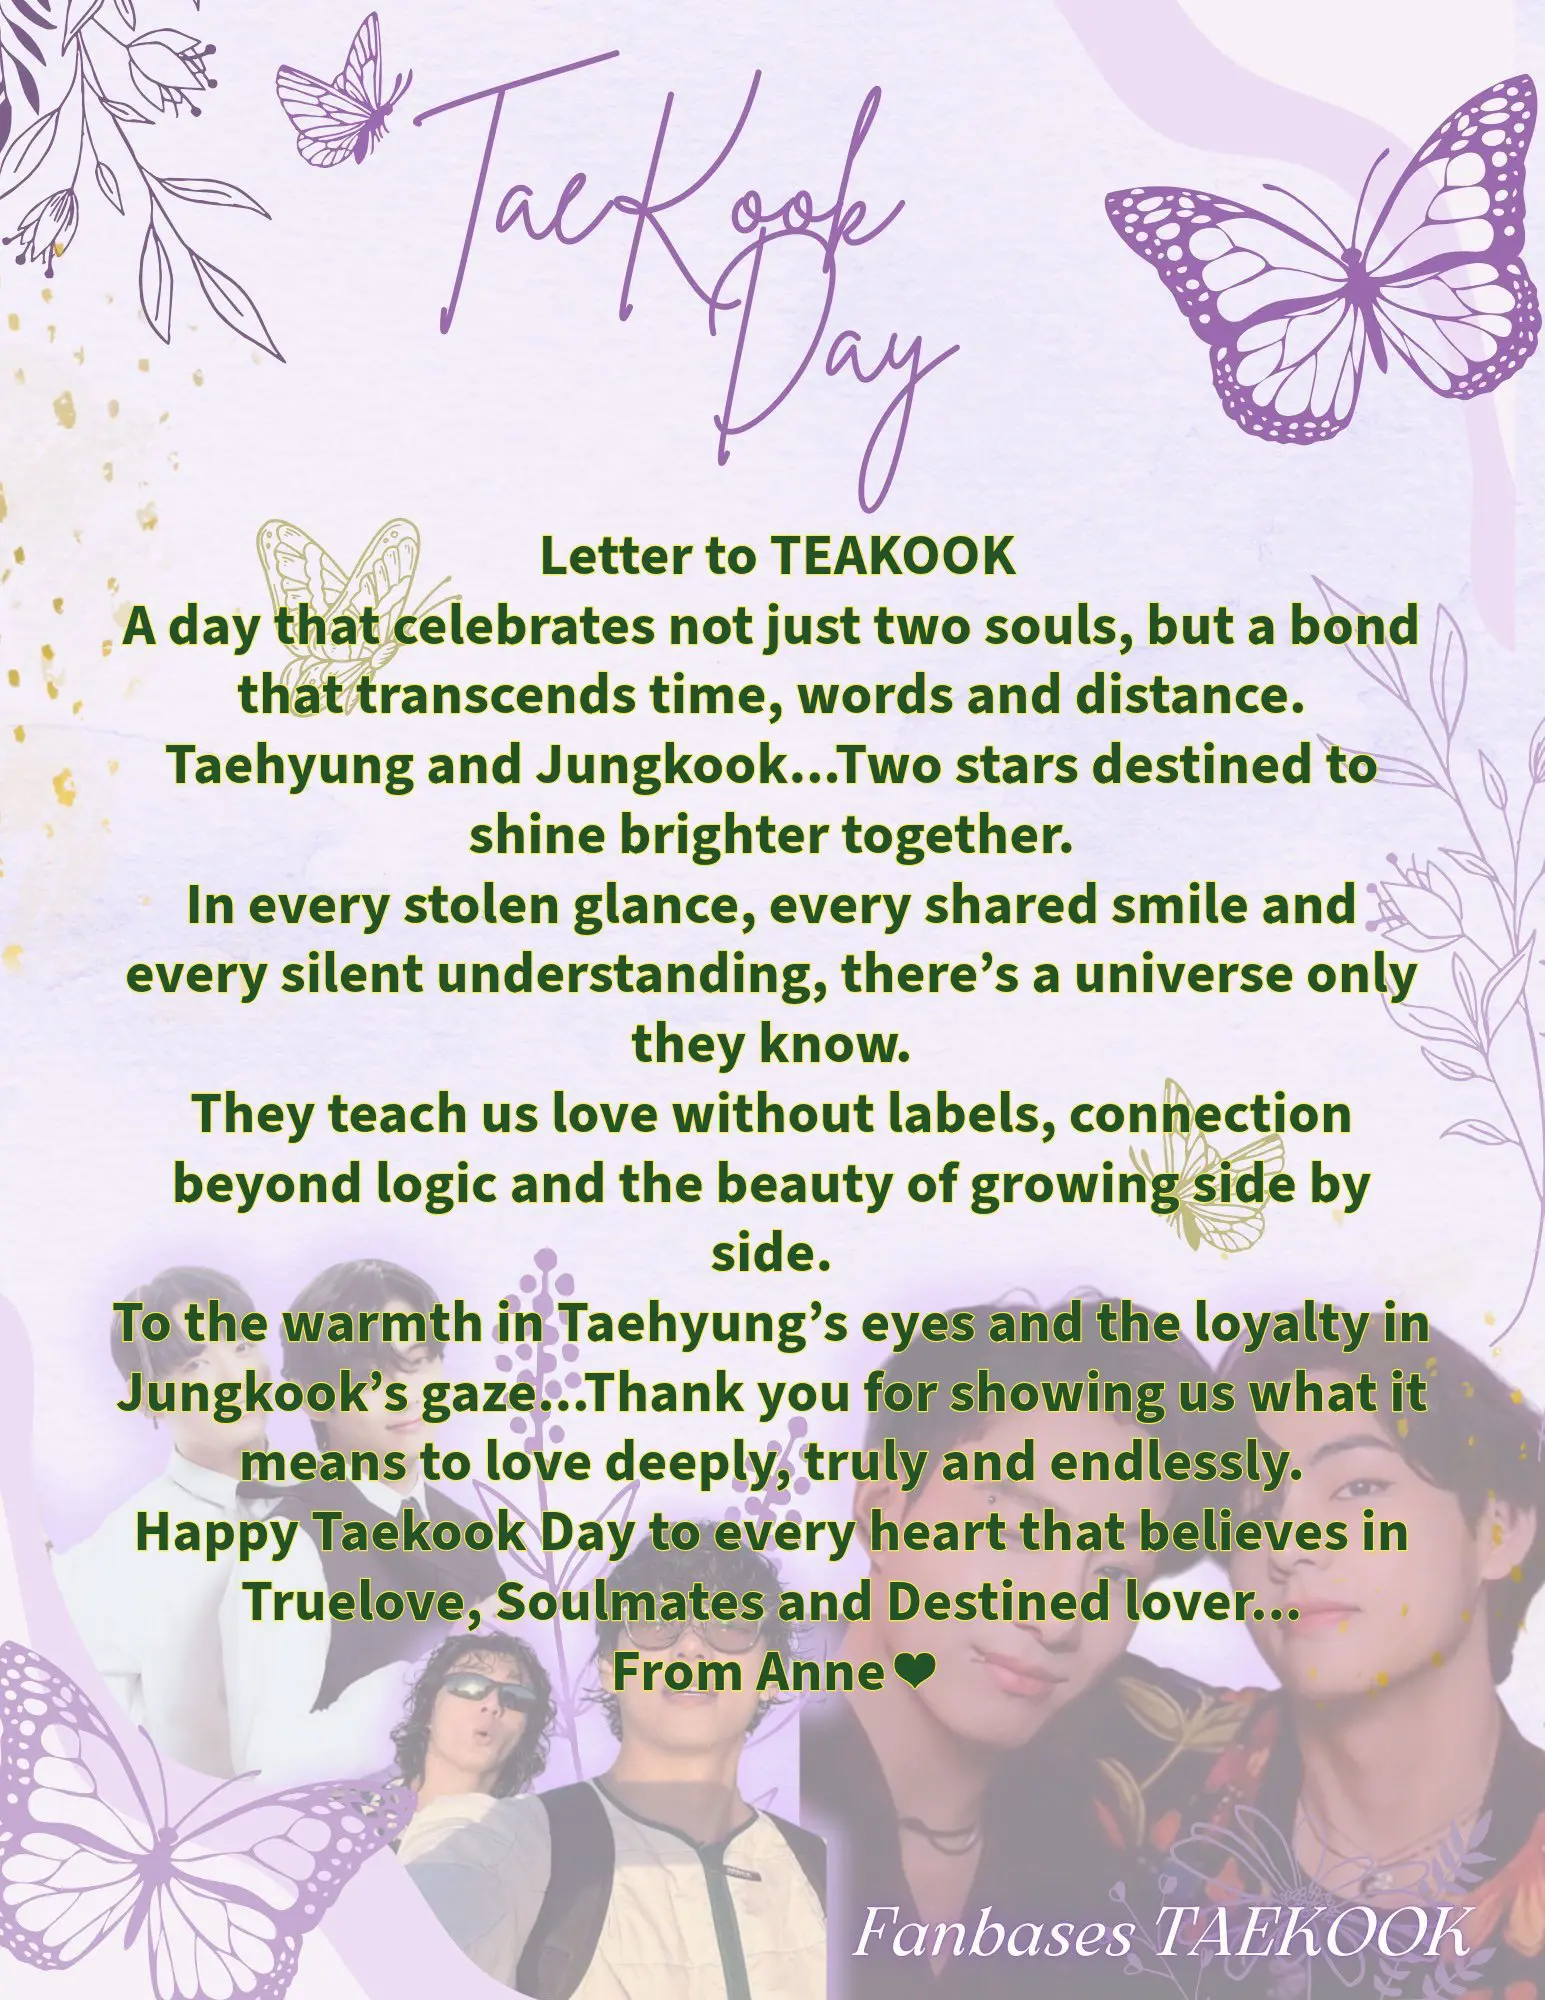 TaeKook
Day
Letter to TEAKOOK
A day that celebrates not just two souls, but a bond
that transcends time, words and distance.
Taehyung and Jungkook...Two stars destined to
shine brighter together.
In every stolen glance, every shared smile and
every silent understanding, there’s a universe only
they know.
They teach us love without labels, connection
beyond logic and the beauty of growing side by
side.
To the warmth in Taehyung’s eyes and the loyalty in
Jungkook’s gaze...Thank you for showing us what it
means to love deeply, truly and endlessly.
Happy Taekook Day to every heart that believes in
Truelove, Soulmates and Destined lover...
From Anne❤
Fanbases TAEKOOK